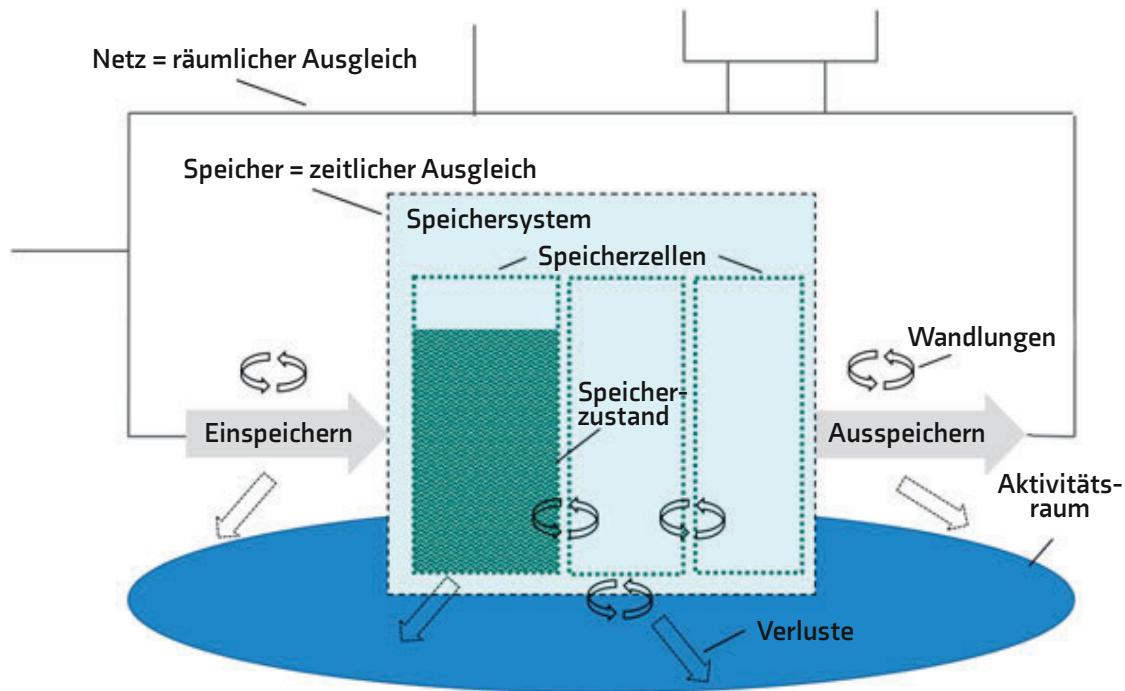 Netz = räumlicher Ausgleich
Speicher = zeitlicher Ausgleich
Speichersystem
Speicherzellen
Wandlungen
Speicher-
zustand
Einspeichern
Ausspeichern
Aktivitäts-
raum
Verluste